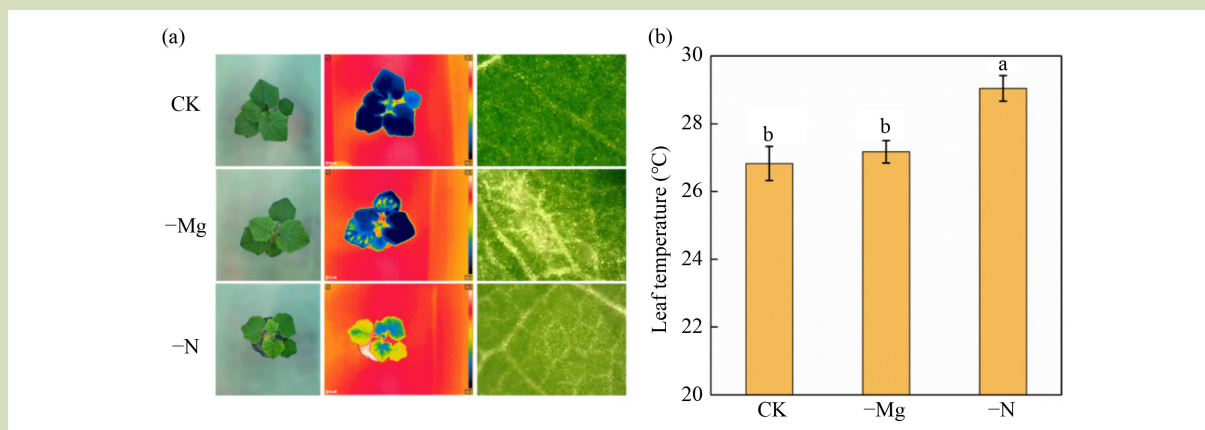 (a)
CK
−Mg
−N
(b)
Leaf temperature (°C)
30
28
26
24
22
20
b
b
a
CK
−Mg
−N